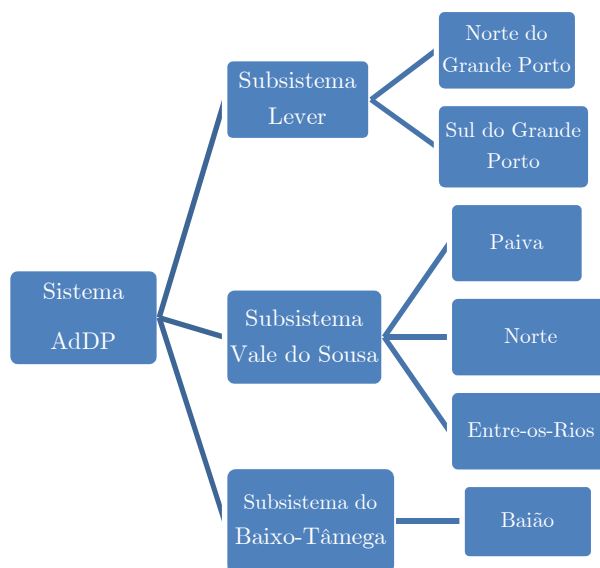 Sistema
AdDP
Subsistema
Lever
Norte do
Grande Porto
Sul do Grande
Porto
Subsistema
Vale do Sousa
Paiva
Norte
Entre-os-Rios
Subsistema do
Baixo-Tâmega
Baião